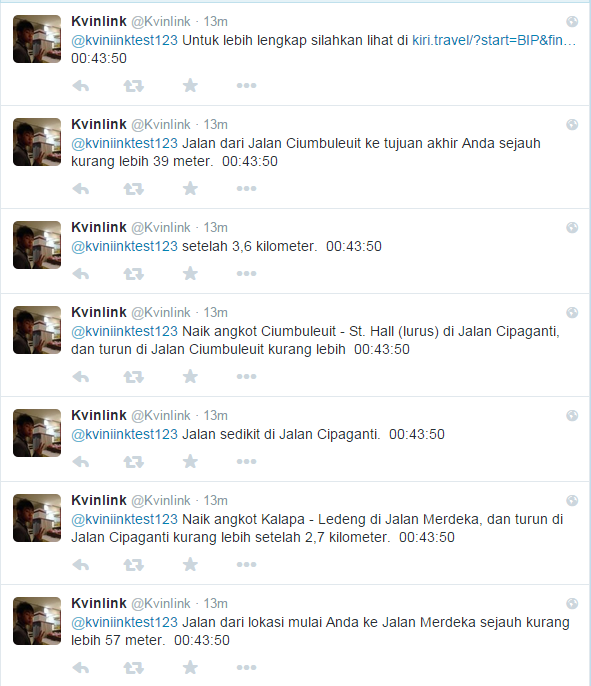 Kvinlink @Kvinlink · 13m
@kviniinktest123 Untuk lebih lengkap silahkan lihat di kiri.travel/?start=BIP&fin…
00:43:50
Kvinlink @Kvinlink · 13m
@kviniinktest123 Jalan dari Jalan Ciumbuleuit ke tujuan akhir Anda sejauh
kurang lebih 39 meter. 00:43:50
Kvinlink @Kvinlink · 13m
@kviniinktest123 setelah 3,6 kilometer. 00:43:50
Kvinlink @Kvinlink · 13m
@kviniinktest123 Naik angkot Ciumbuleuit - St. Hall (lurus) di Jalan Cipaganti,
dan turun di Jalan Ciumbuleuit kurang lebih 00:43:50
Kvinlink @Kvinlink · 13m
@kviniinktest123 Jalan sedikit di Jalan Cipaganti. 00:43:50
Kvinlink @Kvinlink · 13m
@kviniinktest123 Naik angkot Kalapa - Ledeng di Jalan Merdeka, dan turun di
Jalan Cipaganti kurang lebih setelah 2,7 kilometer. 00:43:50
Kvinlink @Kvinlink · 13m
@kviniinktest123 Jalan dari lokasi mulai Anda ke Jalan Merdeka sejauh kurang
lebih 57 meter. 00:43:50